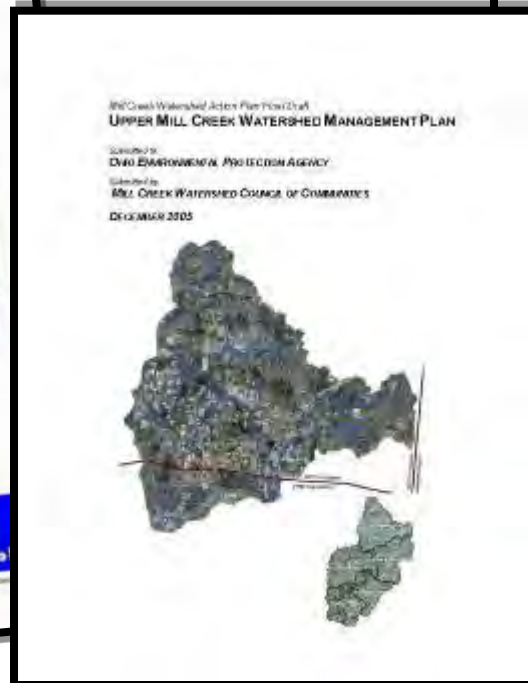 Mill Creek Watershed Action Plan Final Draft
UPPER MILL CREEK WATERSHED MANAGEMENT PLAN
Submitted to
OHIO ENVIRONMENTAL PROTECTION AGENCY
Submitted by
MILL CREEK WATERSHED COUNCIL OF COMMUNITIES
DECEMBER 2005